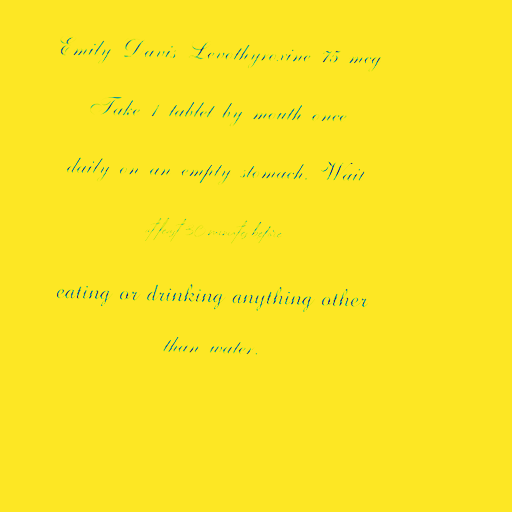 Emily Davis Levothyroxine 75 mcg
Take 1 tablet by mouth once
daily on an empty stomach. Wait
eating or drinking anything other
than water.